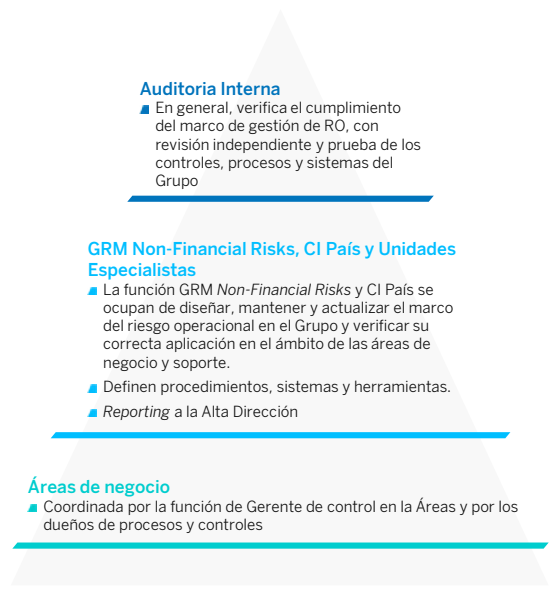 Auditoria Interna
En general, verifica el cumplimiento
del marco de gestión de RO, con
revisión independiente y prueba de los
controles, procesos y sistemas del
Grupo
GRM Non-Financial Risks, CI País y Unidades
Especialistas
La función GRM Non-Financial Risks y CI País se
ocupan de diseñar, mantener y actualizar el marco
del riesgo operacional en el Grupo y verificar su
correcta aplicación en el ámbito de las áreas de
negocio y soporte.
Definen procedimientos, sistemas y herramientas.
Reporting a la Alta Dirección
Áreas de negocio
Coordinada por la función de Gerente de control en la Áreas y por los
dueños de procesos y controles